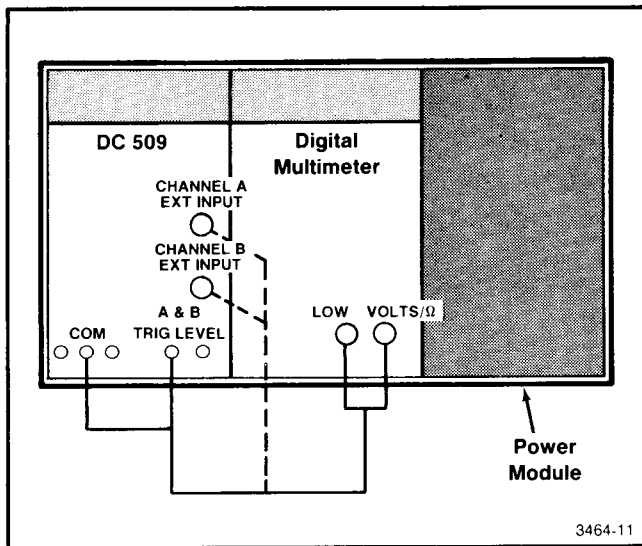 DC 509
Digital
Multimeter
CHANNEL A
EXT INPUT
CHANNEL B
EXT INPUT
A & B
COM TRIG LEVEL
LOW VOLTS/Ω
Power
Module
3464-11